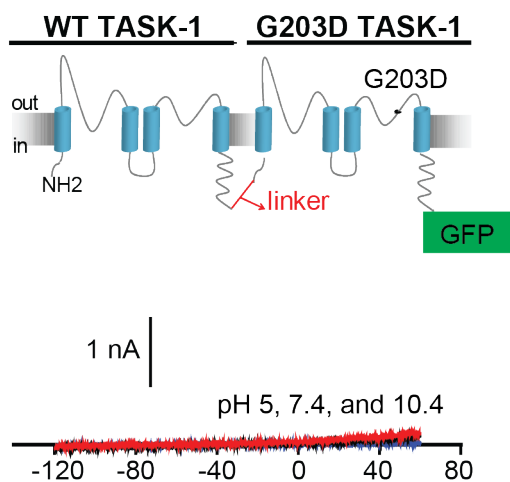 WT TASK-1 G203D TASK-1
G203D
out
in
NH2
linker
GFP
1 nA
pH 5, 7.4, and 10.4
-120 -80 -40 0 40 80